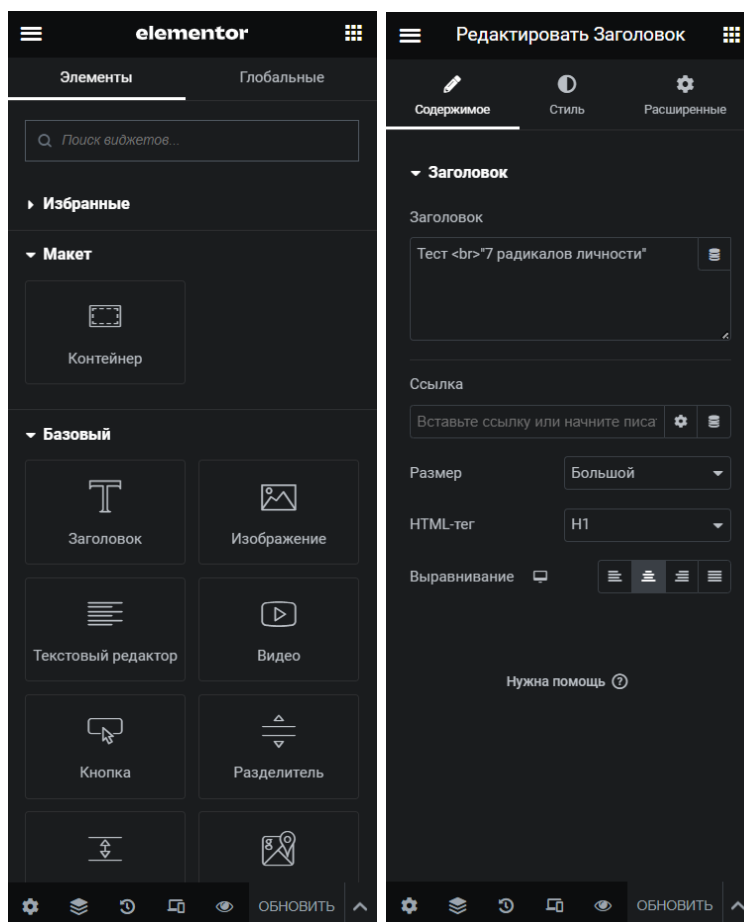 elementor
Элементы
Глобальные
Поиск виджетов...
Избранные
Макет
Контейнер
Базовый
Заголовок
Изображение
Текстовый редактор
Видео
Кнопка
Разделитель
ОБНОВИТЬ
Редактировать Заголовок
Содержимое
Стиль
Расширенные
Заголовок
Заголовок
Тест <br>"7 радикалов личности"
Ссылка
Вставьте ссылку или начните писат
Размер
Большой
HTML-тег
H1
Выравнивание
Нужна помощь ?
ОБНОВИТЬ